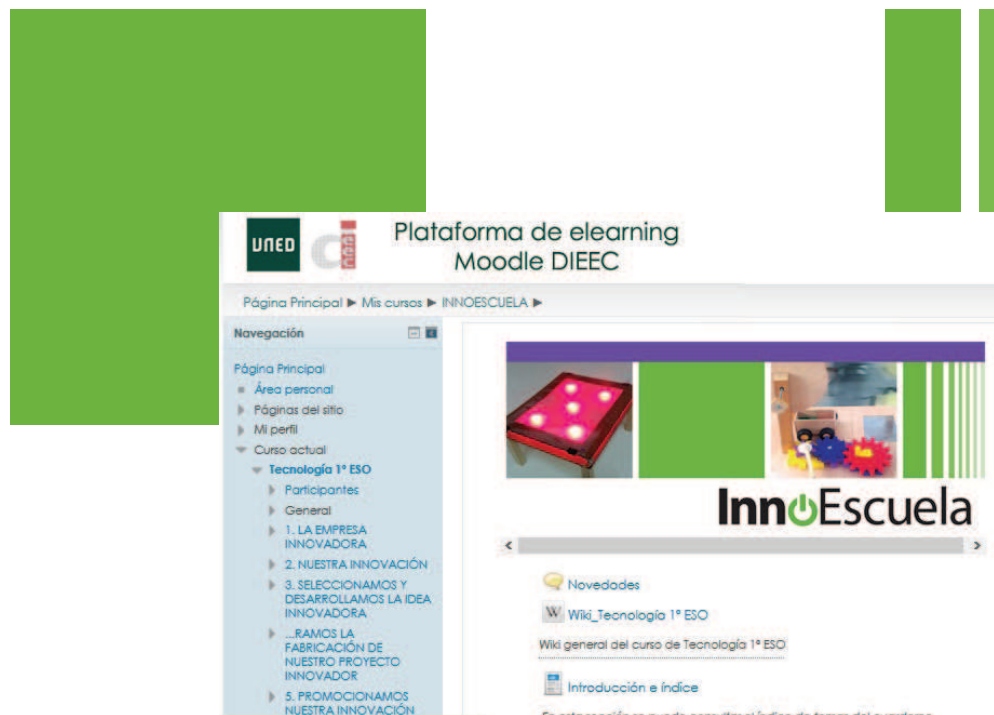 UNED
ieec
Plataforma de elearning
Moodle DIEEC
Página Principal ► Mis cursos ► INNOESCUELA ►
Navegación
Página Principal
Área personal
Páginas del sitio
Mi perfil
Curso actual
Tecnología 1º ESO
Participantes
General
1. LA EMPRESA
INNOVADORA
2. NUESTRA INNOVACIÓN
3. SELECCIONAMOS Y
DESARROLLAMOS LA IDEA
INNOVADORA
...RAMOS LA
FABRICACIÓN DE
NUESTRO PROYECTO
INNOVADOR
5. PROMOCIONAMOS
NUESTRA INNOVACIÓN
InnoEscuela
Novedades
W Wiki_Tecnología 1º ESO
Wiki general del curso de Tecnología 1º ESO
Introducción e índice